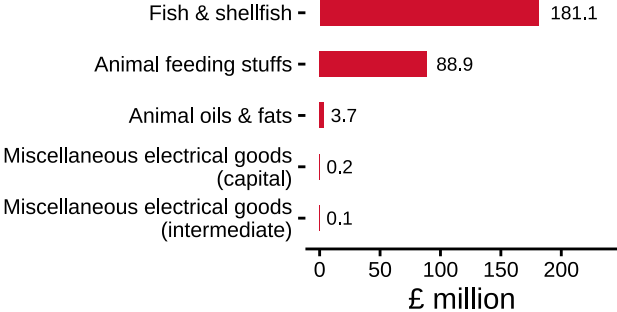 Fish & shellfish 181.1
Animal feeding stuffs 88.9
Animal oils & fats 3.7
Miscellaneous electrical goods
(capital) 0.2
Miscellaneous electrical goods
(intermediate) 0.1
0 50 100 150 200
£ million